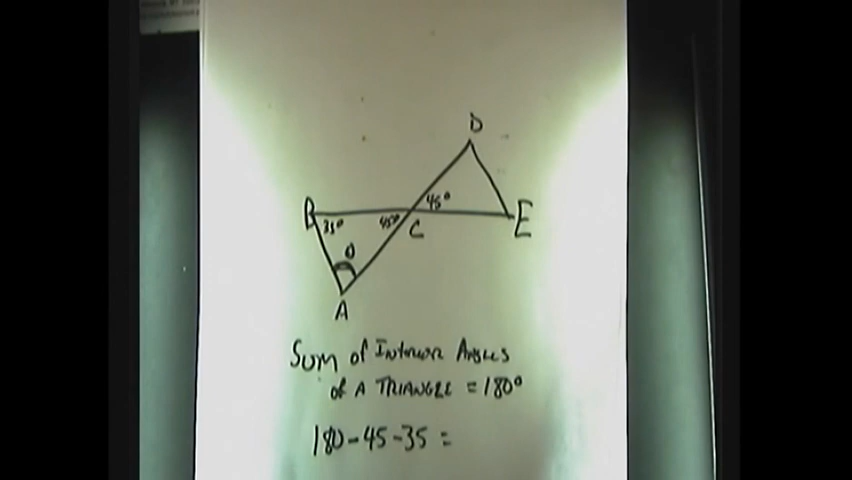 D
45°
B 35° 45° C E
θ
A
SUM of Interior Angles
of A TRIANGLE = 180°
180-45-35=